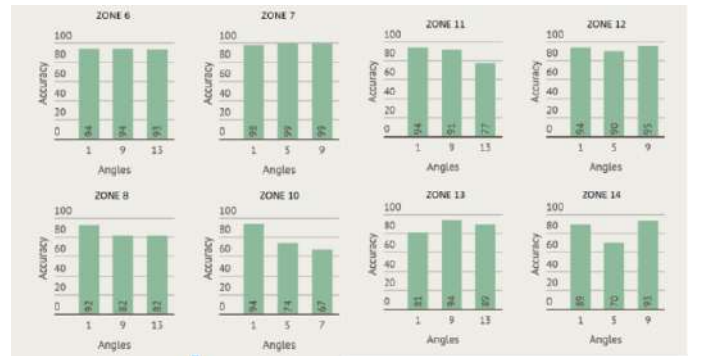 ZONE 6
100
80
60
40
20
0
Accuracy
94 94 93
1 9 13
Angles
ZONE 7
100
80
60
40
20
0
Accuracy
98 99 99
1 5 9
Angles
ZONE 11
100
80
60
40
20
0
Accuracy
94 91 77
1 9 13
Angles
ZONE 12
100
80
60
40
20
0
Accuracy
94 90 95
1 5 9
Angles
ZONE 8
100
80
60
40
20
0
Accuracy
92 82 82
1 9 13
Angles
ZONE 10
100
80
60
40
20
0
Accuracy
94 74 67
1 5 7
Angles
ZONE 13
100
80
60
40
20
0
Accuracy
81 94 89
1 9 13
Angles
ZONE 14
100
80
60
40
20
0
Accuracy
89 70 93
1 5 9
Angles